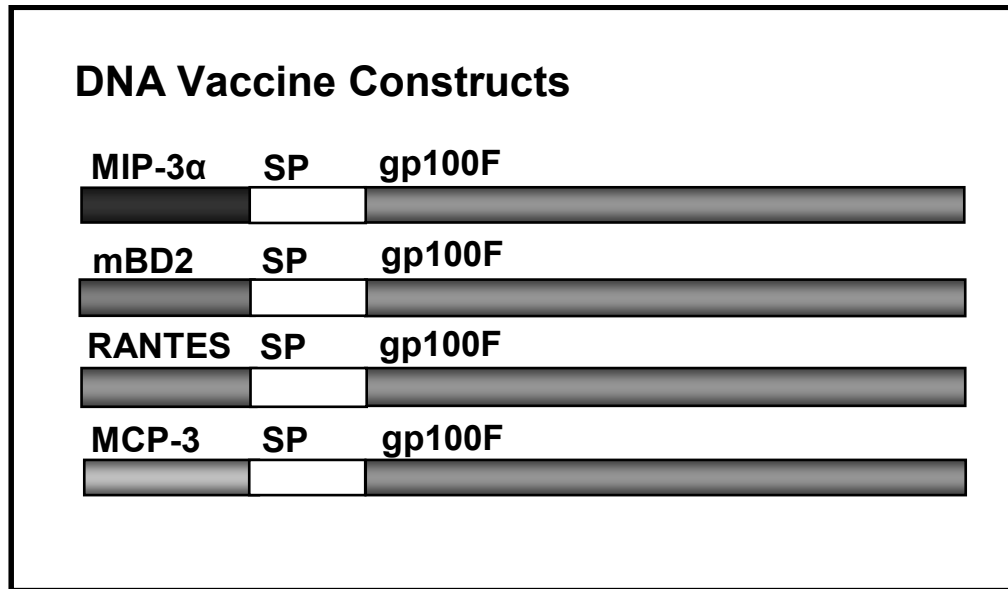 DNA Vaccine Constructs
MIP-3α SP gp100F
mBD2 SP gp100F
RANTES SP gp100F
MCP-3 SP gp100F